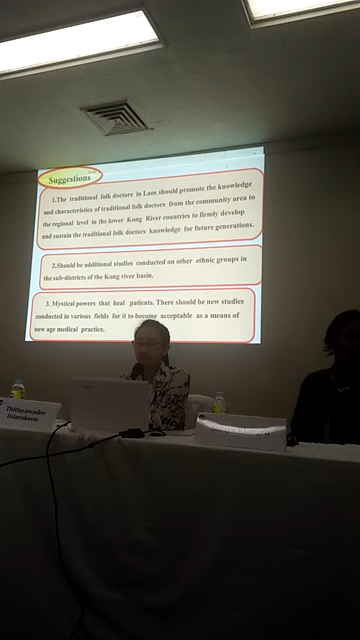 Suggestions
1.The traditional folk doctors in Laos should promote the knowledge
and characteristics of traditional folk doctors from the community area to
the regional level in the lower Kong River countries to firmly develop
and sustain the traditional folk doctors knowledge for future generations.
2.Should be additional studies conducted on other ethnic groups in
the sub-districts of the Kong river basin.
3. Mystical powers that heal patients. There should be new studies
conducted in various fields for it to become acceptable as a means of
new age medical practice.
Thittayawadee
Intarakoon